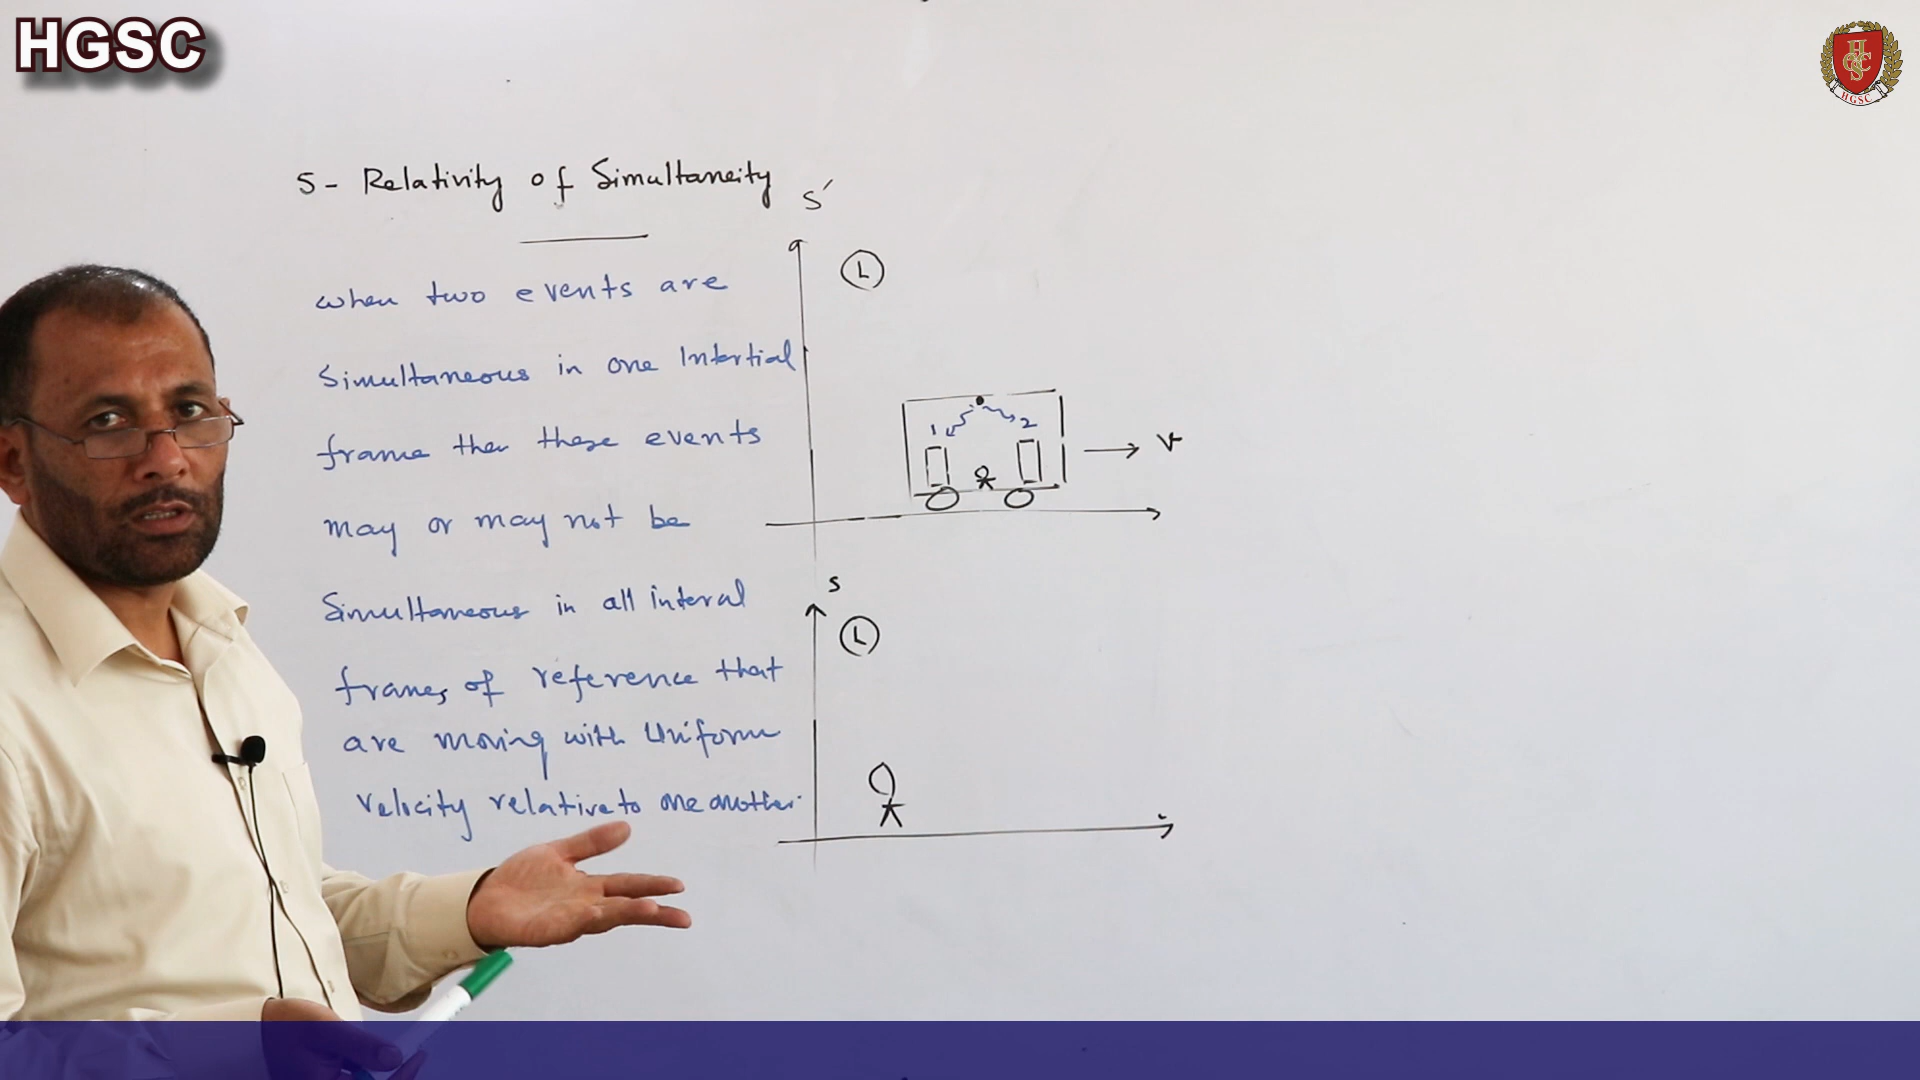 HGSC
HGSC
5- Relativity of Simultaneity
when two events are
Simultaneous in one Intertial
frame then these events
may or may not be
Simultaneous in all interal
frames of reference that
are moving with Uniform
velocity relative to one another.
S′
L
1 2
v
S
L